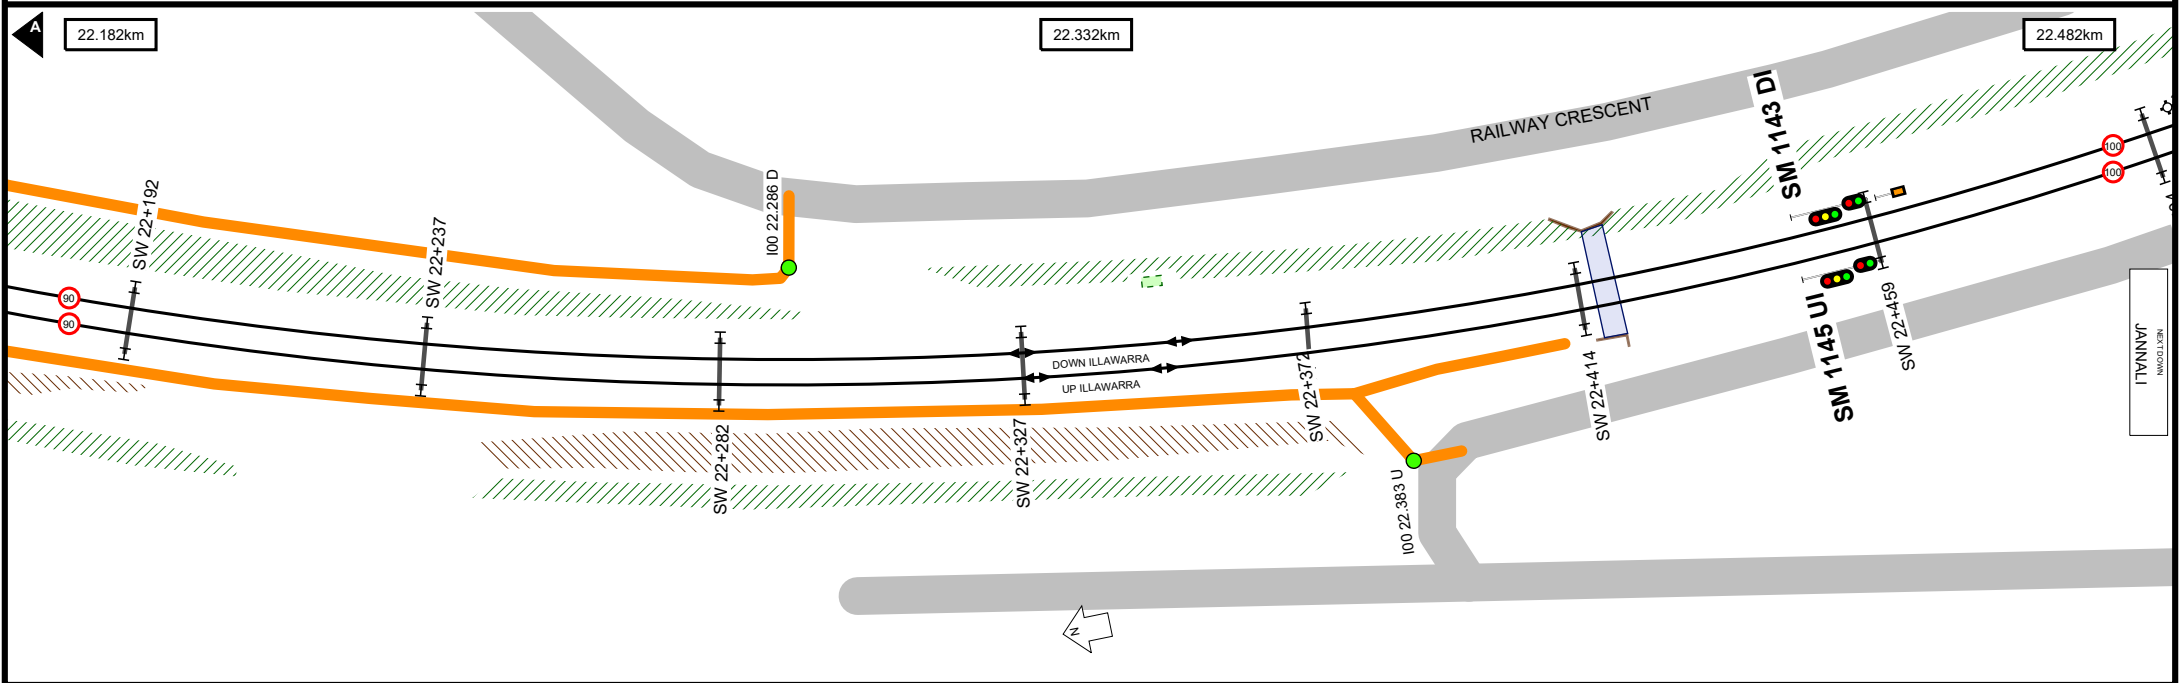 A
22.182km
22.332km
22.482km
RAILWAY CRESCENT
SM 1143 DI
SW 22+192
SW 22+237
I00 22.286 D
90
90
100
100
DOWN ILLAWARRA
UP ILLAWARRA
SW 22+282
SW 22+327
SW 22+372
I00 22.383 U
SW 22+414
SM 1145 UI
SW 22+459
NEXT DOWN
JANNALI
N